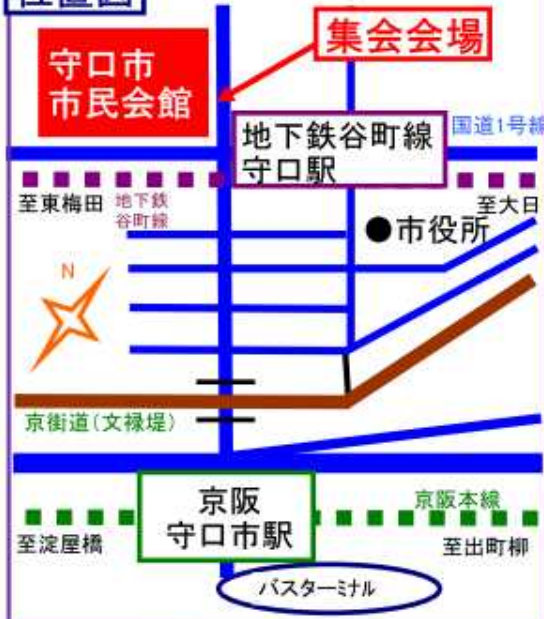 位置図
集会会場
守口市
市民会館
地下鉄谷町線
守口駅
国道1号線
至東梅田
地下鉄
谷町線
至大日
●市役所
N
京街道(文禄堤)
京阪
守口市駅
京阪本線
至淀屋橋
至出町柳
バスターミナル